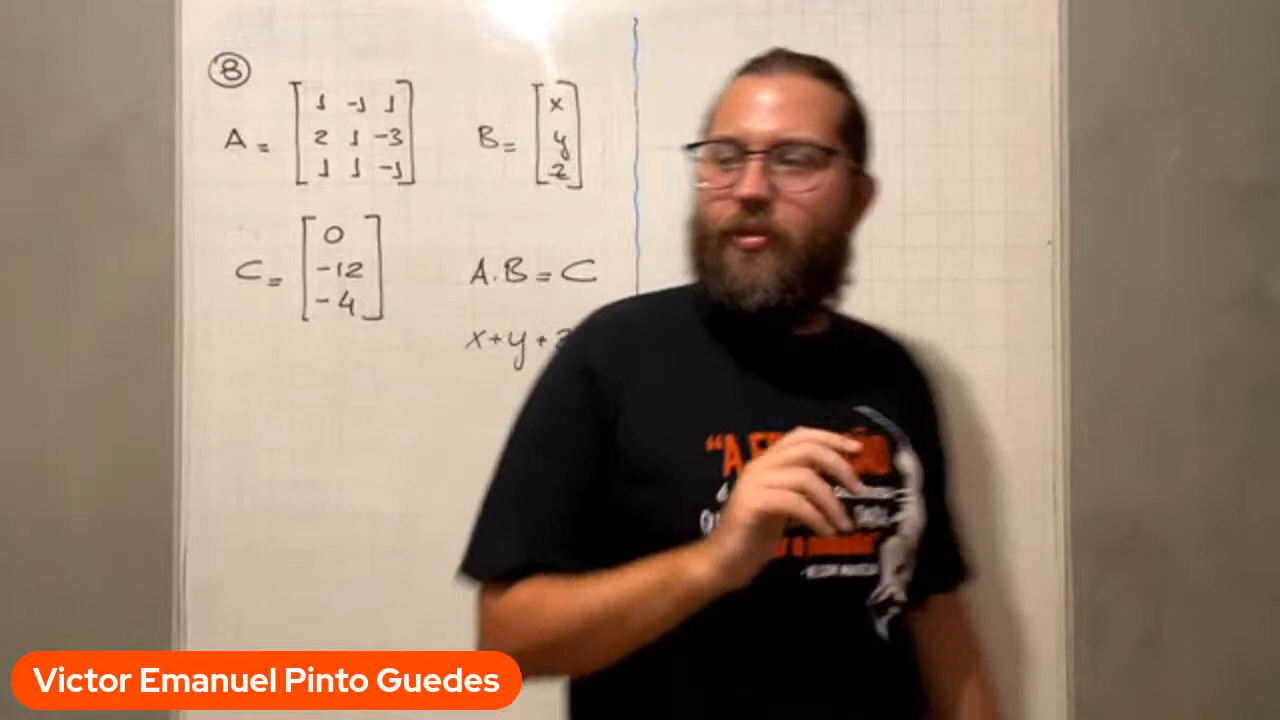 8
A = [1 -1 1
2 1 -3
1 1 -1]
B = [x
y
z]
C = [0
-12
-4]
A.B = C
x+y+
"A
Victor Emanuel Pinto Guedes